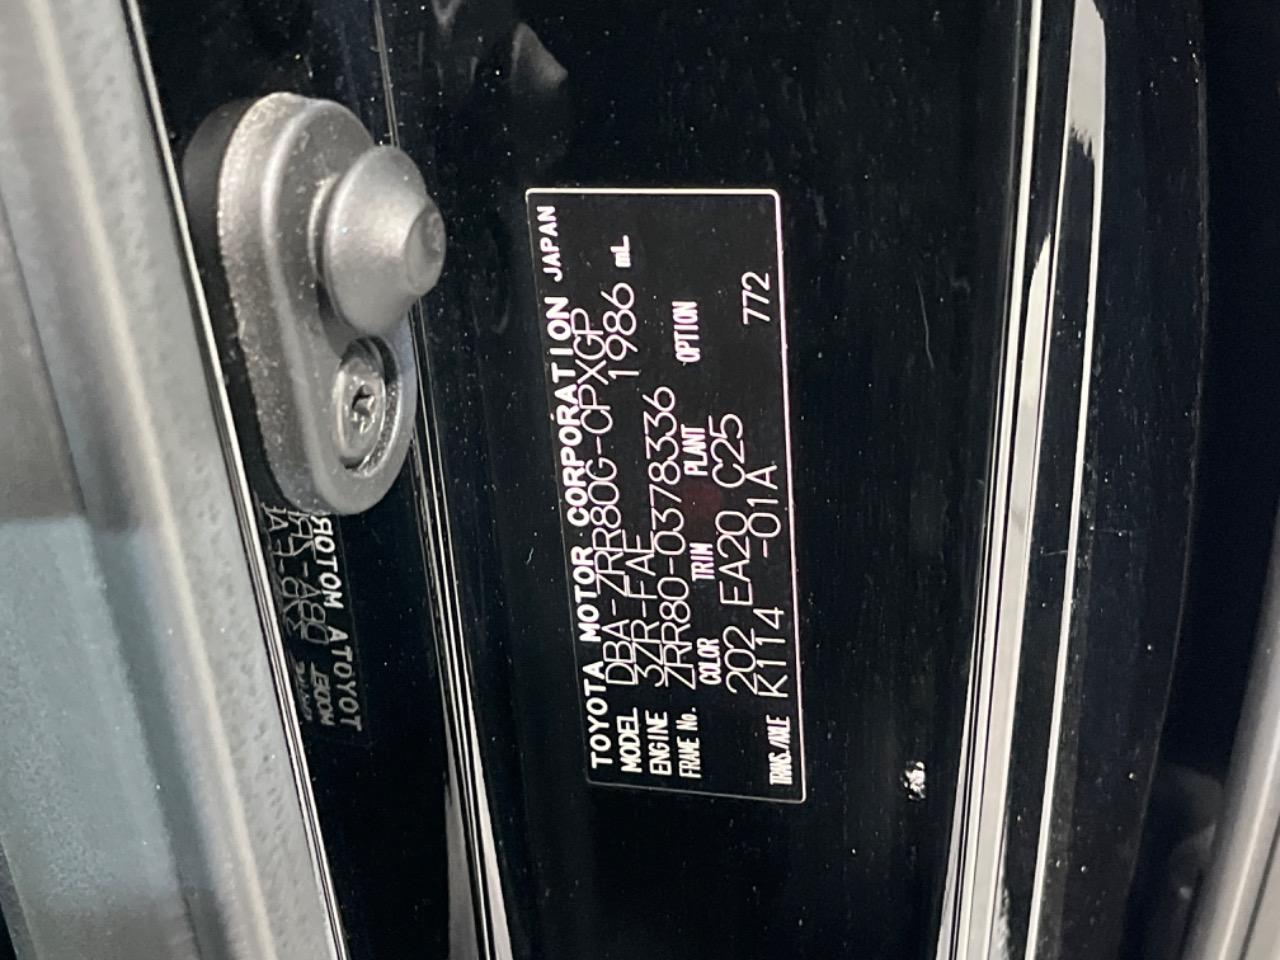 TOYOTA MOTOR CORPORATION JAPAN
MODEL DBA-ZRR80G-CPXGP
ENGINE 3ZR-FAE 1986 mL
FRAME No. ZRR80-0378336
COLOR TRIM PLANT OPTION
202 EA20 C25
TRANS./AXLE K114 -01A 772